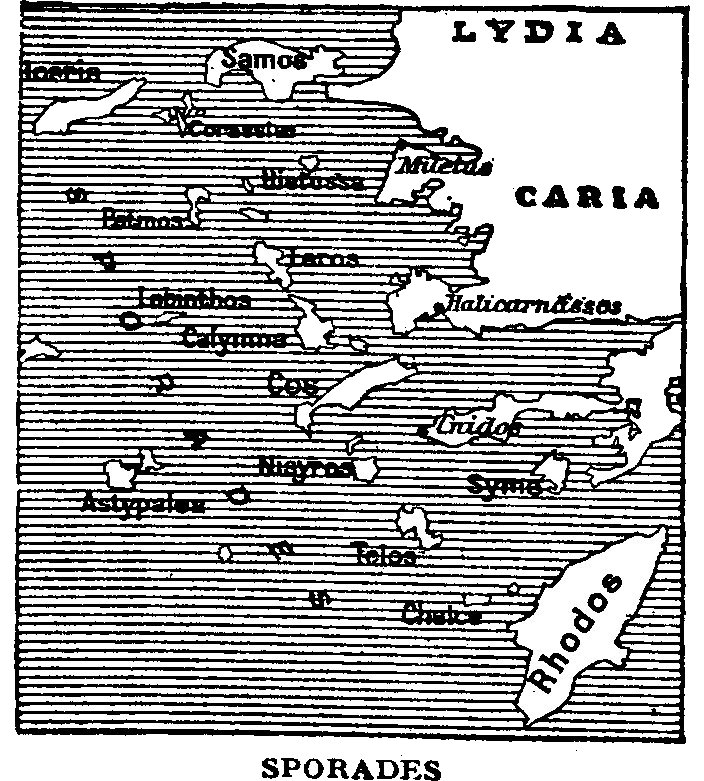 LYDIA
Samos
Icaria
Corassiae
Miletus
Hietussa
CARIA
Patmos
Leros
Lebinthos
Halicarnassos
Calymna
Cos
Cnidos
Nisyros
Syme
Astypalea
Telos
Chalce
Rhodos
SPORADES